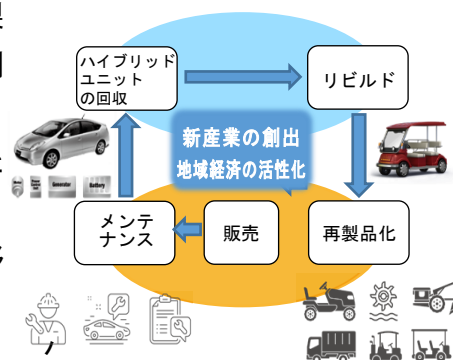 ハイブリッド
ユニット
の回収
リビルド
新産業の創出
地域経済の活性化
メンテ
ナンス
販売
再製品化
Generator
Battery